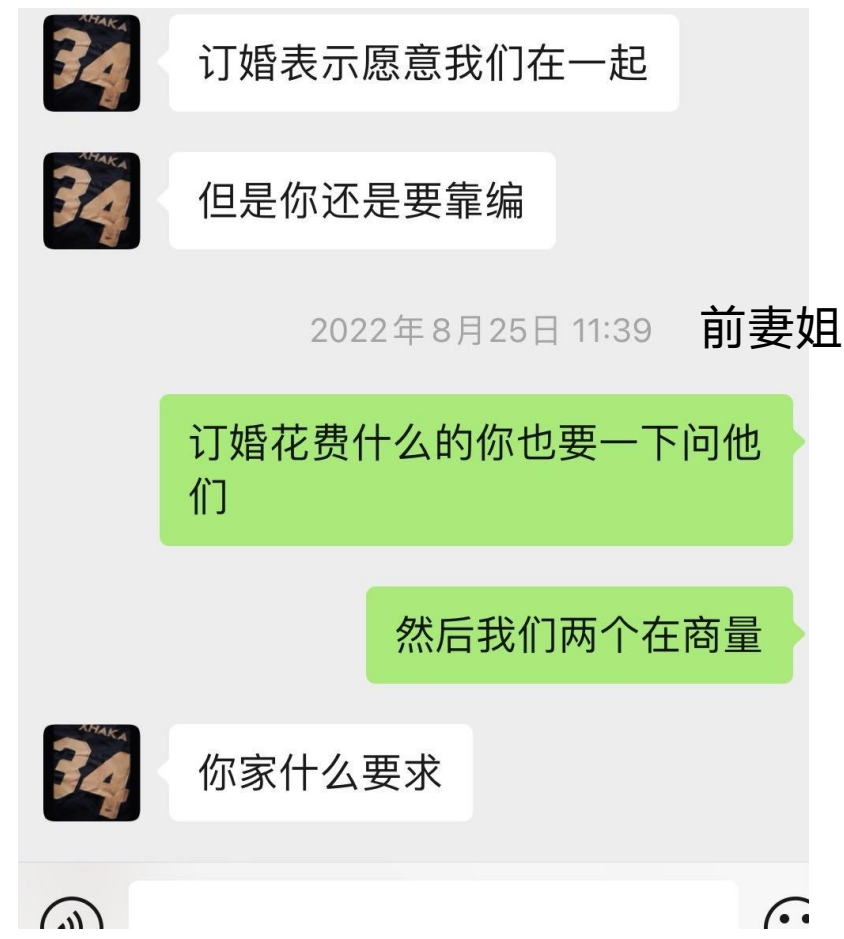 XHAKA
34
订婚表示愿意我们在一起
XHAKA
34
但是你还是要靠编
2022年8月25日 11:39
前妻姐
订婚花费什么的你也要一下问他
们
然后我们两个在商量
XHAKA
34
你家什么要求